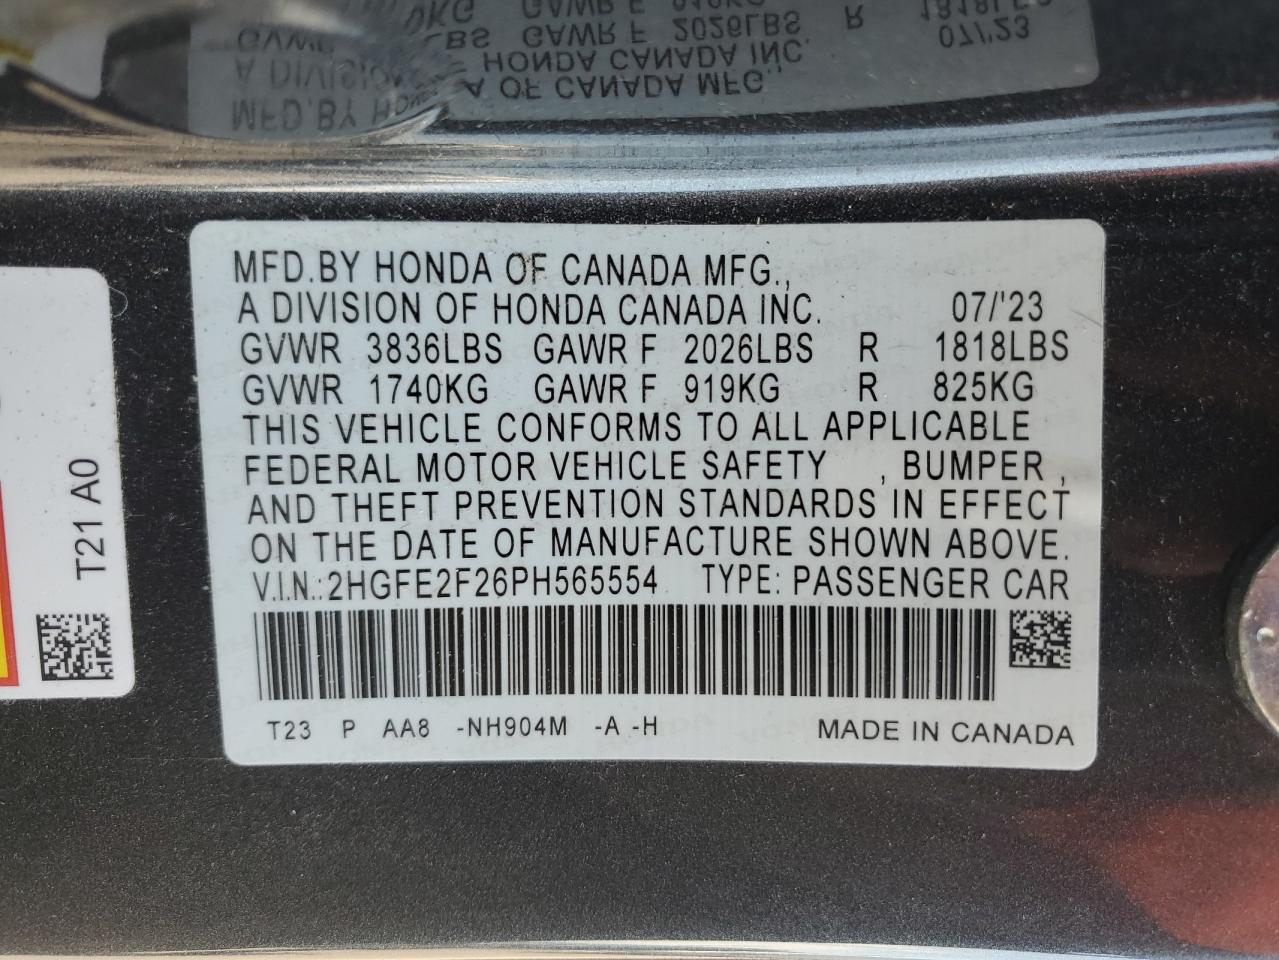 MFD.BY HONDA OF CANADA MFG.,
A DIVISION OF HONDA CANADA INC. 07/'23
GVWR 3836LBS GAWR F 2026LBS R 1818LBS
GVWR 1740KG GAWR F 919KG R 825KG
THIS VEHICLE CONFORMS TO ALL APPLICABLE
FEDERAL MOTOR VEHICLE SAFETY , BUMPER ,
AND THEFT PREVENTION STANDARDS IN EFFECT
ON THE DATE OF MANUFACTURE SHOWN ABOVE.
V.I.N.:2HGFE2F26PH565554 TYPE: PASSENGER CAR
T23 P AA8 -NH904M -A -H MADE IN CANADA
T21 A0